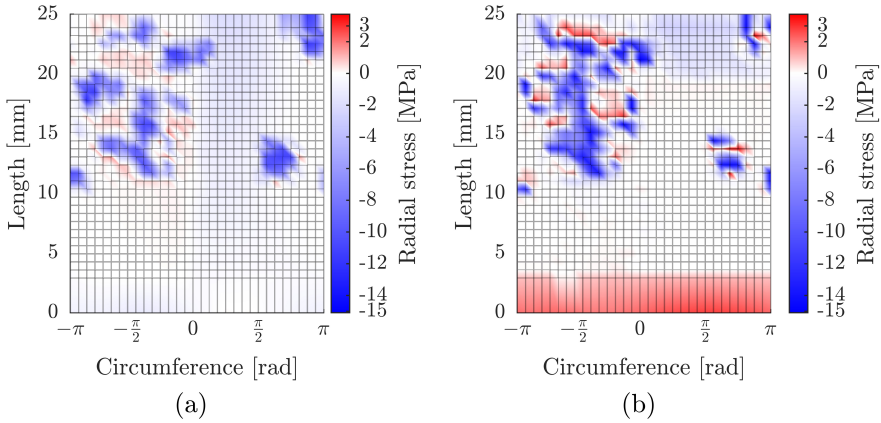 25
20
15
10
5
0
Length [mm]
−π
−π/2
0
π/2
π
Circumference [rad]
3
2
0
-2
-4
-6
-8
-10
-12
-14
-15
Radial stress [MPa]
(a)
25
20
15
10
5
0
Length [mm]
−π
−π/2
0
π/2
π
Circumference [rad]
3
2
0
-2
-4
-6
-8
-10
-12
-14
-15
Radial stress [MPa]
(b)